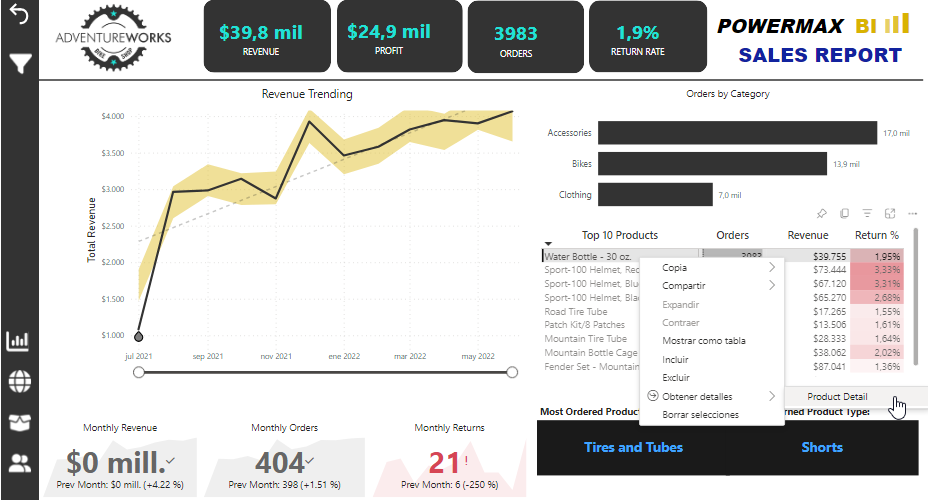 ADVENTUREWORKS
BIKE SHOP
$39,8 mil
REVENUE
$24,9 mil
PROFIT
3983
ORDERS
1,9%
RETURN RATE
POWERMAX BI
SALES REPORT
Revenue Trending
Total Revenue
$4.000
$3.500
$3.000
$2.500
$2.000
$1.500
$1.000
jul 2021
sep 2021
nov 2021
ene 2022
mar 2022
may 2022
Orders by Category
Accessories 17,0 mil
Bikes 13,9 mil
Clothing 7,0 mil
Top 10 Products Orders Revenue Return %
Water Bottle - 30 oz. 3983 $39.755 1,95%
Sport-100 Helmet, Red $73.444 3,33%
Sport-100 Helmet, Blu $67.120 3,31%
Sport-100 Helmet, Bla $65.270 2,68%
Road Tire Tube $17.265 1,55%
Patch Kit/8 Patches $13.506 1,61%
Mountain Tire Tube $28.333 1,64%
Mountain Bottle Cage $38.062 2,02%
Fender Set - Mountain $87.041 1,36%
Copia
Compartir
Expandir
Contraer
Mostrar como tabla
Incluir
Excluir
Obtener detalles
Borrar selecciones
Product Detail
Most Ordered Produc
rned Product Type:
Tires and Tubes
Shorts
Monthly Revenue
$0 mill.
Prev Month: $0 mill. (+4.22 %)
Monthly Orders
404
Prev Month: 398 (+1.51 %)
Monthly Returns
21!
Prev Month: 6 (-250 %)